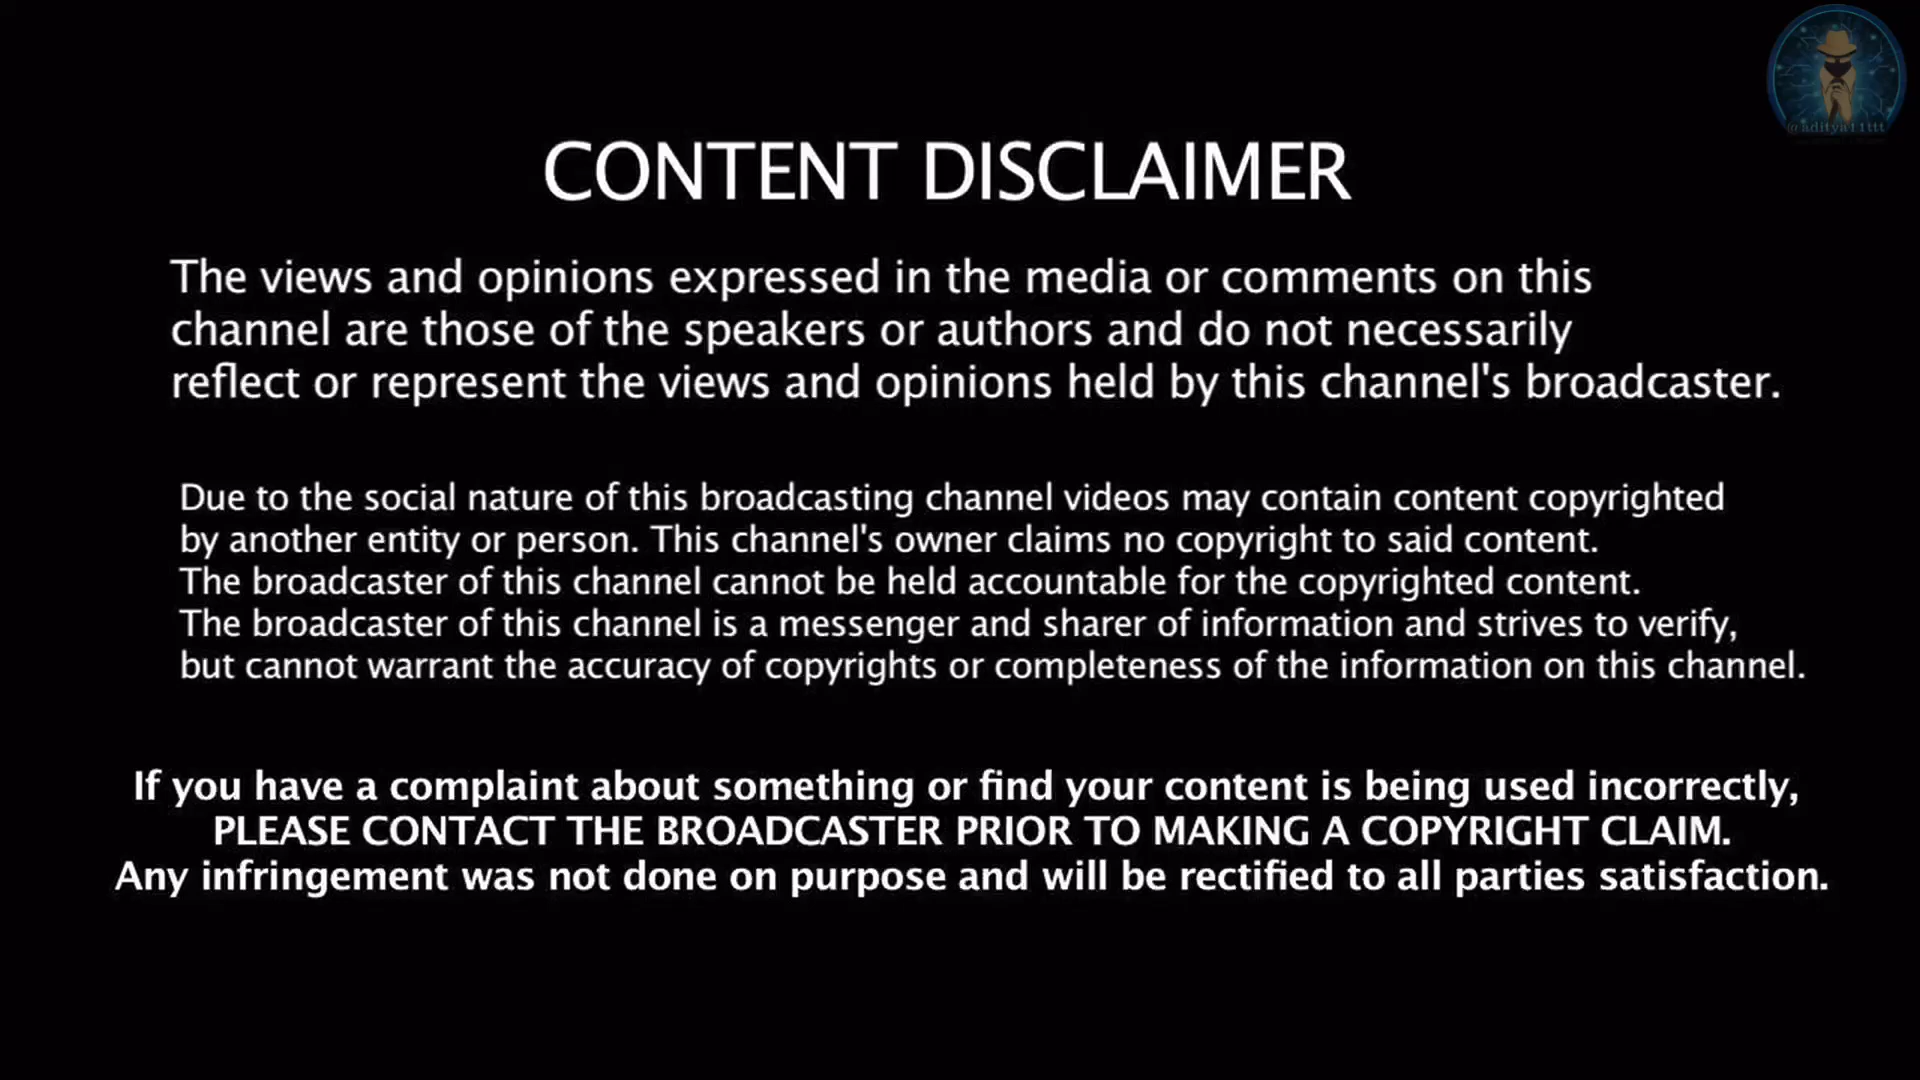 @aditya11ttt
CONTENT DISCLAIMER
The views and opinions expressed in the media or comments on this
channel are those of the speakers or authors and do not necessarily
reflect or represent the views and opinions held by this channel's broadcaster.
Due to the social nature of this broadcasting channel videos may contain content copyrighted
by another entity or person. This channel's owner claims no copyright to said content.
The broadcaster of this channel cannot be held accountable for the copyrighted content.
The broadcaster of this channel is a messenger and sharer of information and strives to verify,
but cannot warrant the accuracy of copyrights or completeness of the information on this channel.
If you have a complaint about something or find your content is being used incorrectly,
PLEASE CONTACT THE BROADCASTER PRIOR TO MAKING A COPYRIGHT CLAIM.
Any infringement was not done on purpose and will be rectified to all parties satisfaction.